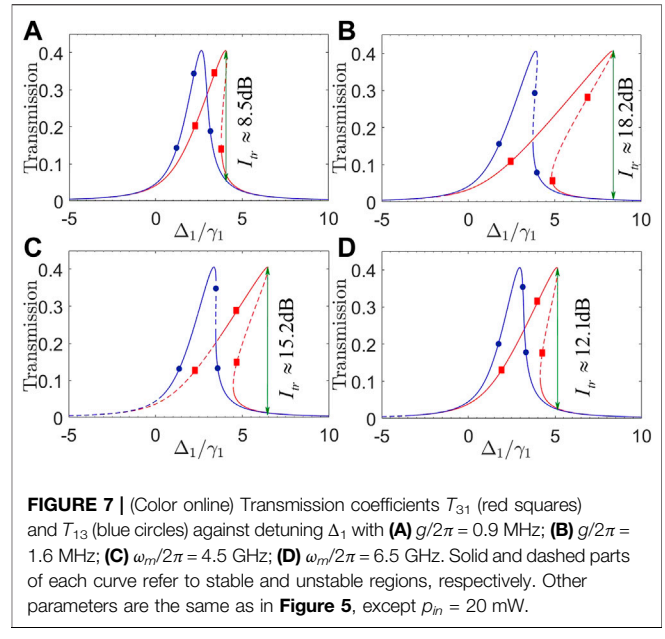 A
B
Transmission
0.4
0.3
0.2
0.1
0
-5
0
5
10
Δ₁/γ₁
I_tr ≈ 8.5dB
Transmission
0.4
0.3
0.2
0.1
0
-5
0
5
10
Δ₁/γ₁
I_tr ≈ 18.2dB
C
D
Transmission
0.4
0.3
0.2
0.1
0
-5
0
5
10
Δ₁/γ₁
I_tr ≈ 15.2dB
Transmission
0.4
0.3
0.2
0.1
0
-5
0
5
10
Δ₁/γ₁
I_tr ≈ 12.1dB
FIGURE 7 | (Color online) Transmission coefficients T₃₁ (red squares)
and T₁₃ (blue circles) against detuning Δ₁ with (A) g/2π = 0.9 MHz; (B) g/2π =
1.6 MHz; (C) ωₘ/2π = 4.5 GHz; (D) ωₘ/2π = 6.5 GHz. Solid and dashed parts
of each curve refer to stable and unstable regions, respectively. Other
parameters are the same as in Figure 5, except pᵢₙ = 20 mW.